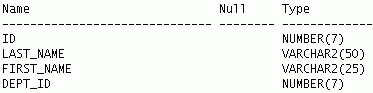 Name Null Type
------------------------------ -------- ------------
ID NUMBER(7)
LAST_NAME VARCHAR2(50)
FIRST_NAME VARCHAR2(25)
DEPT_ID NUMBER(7)